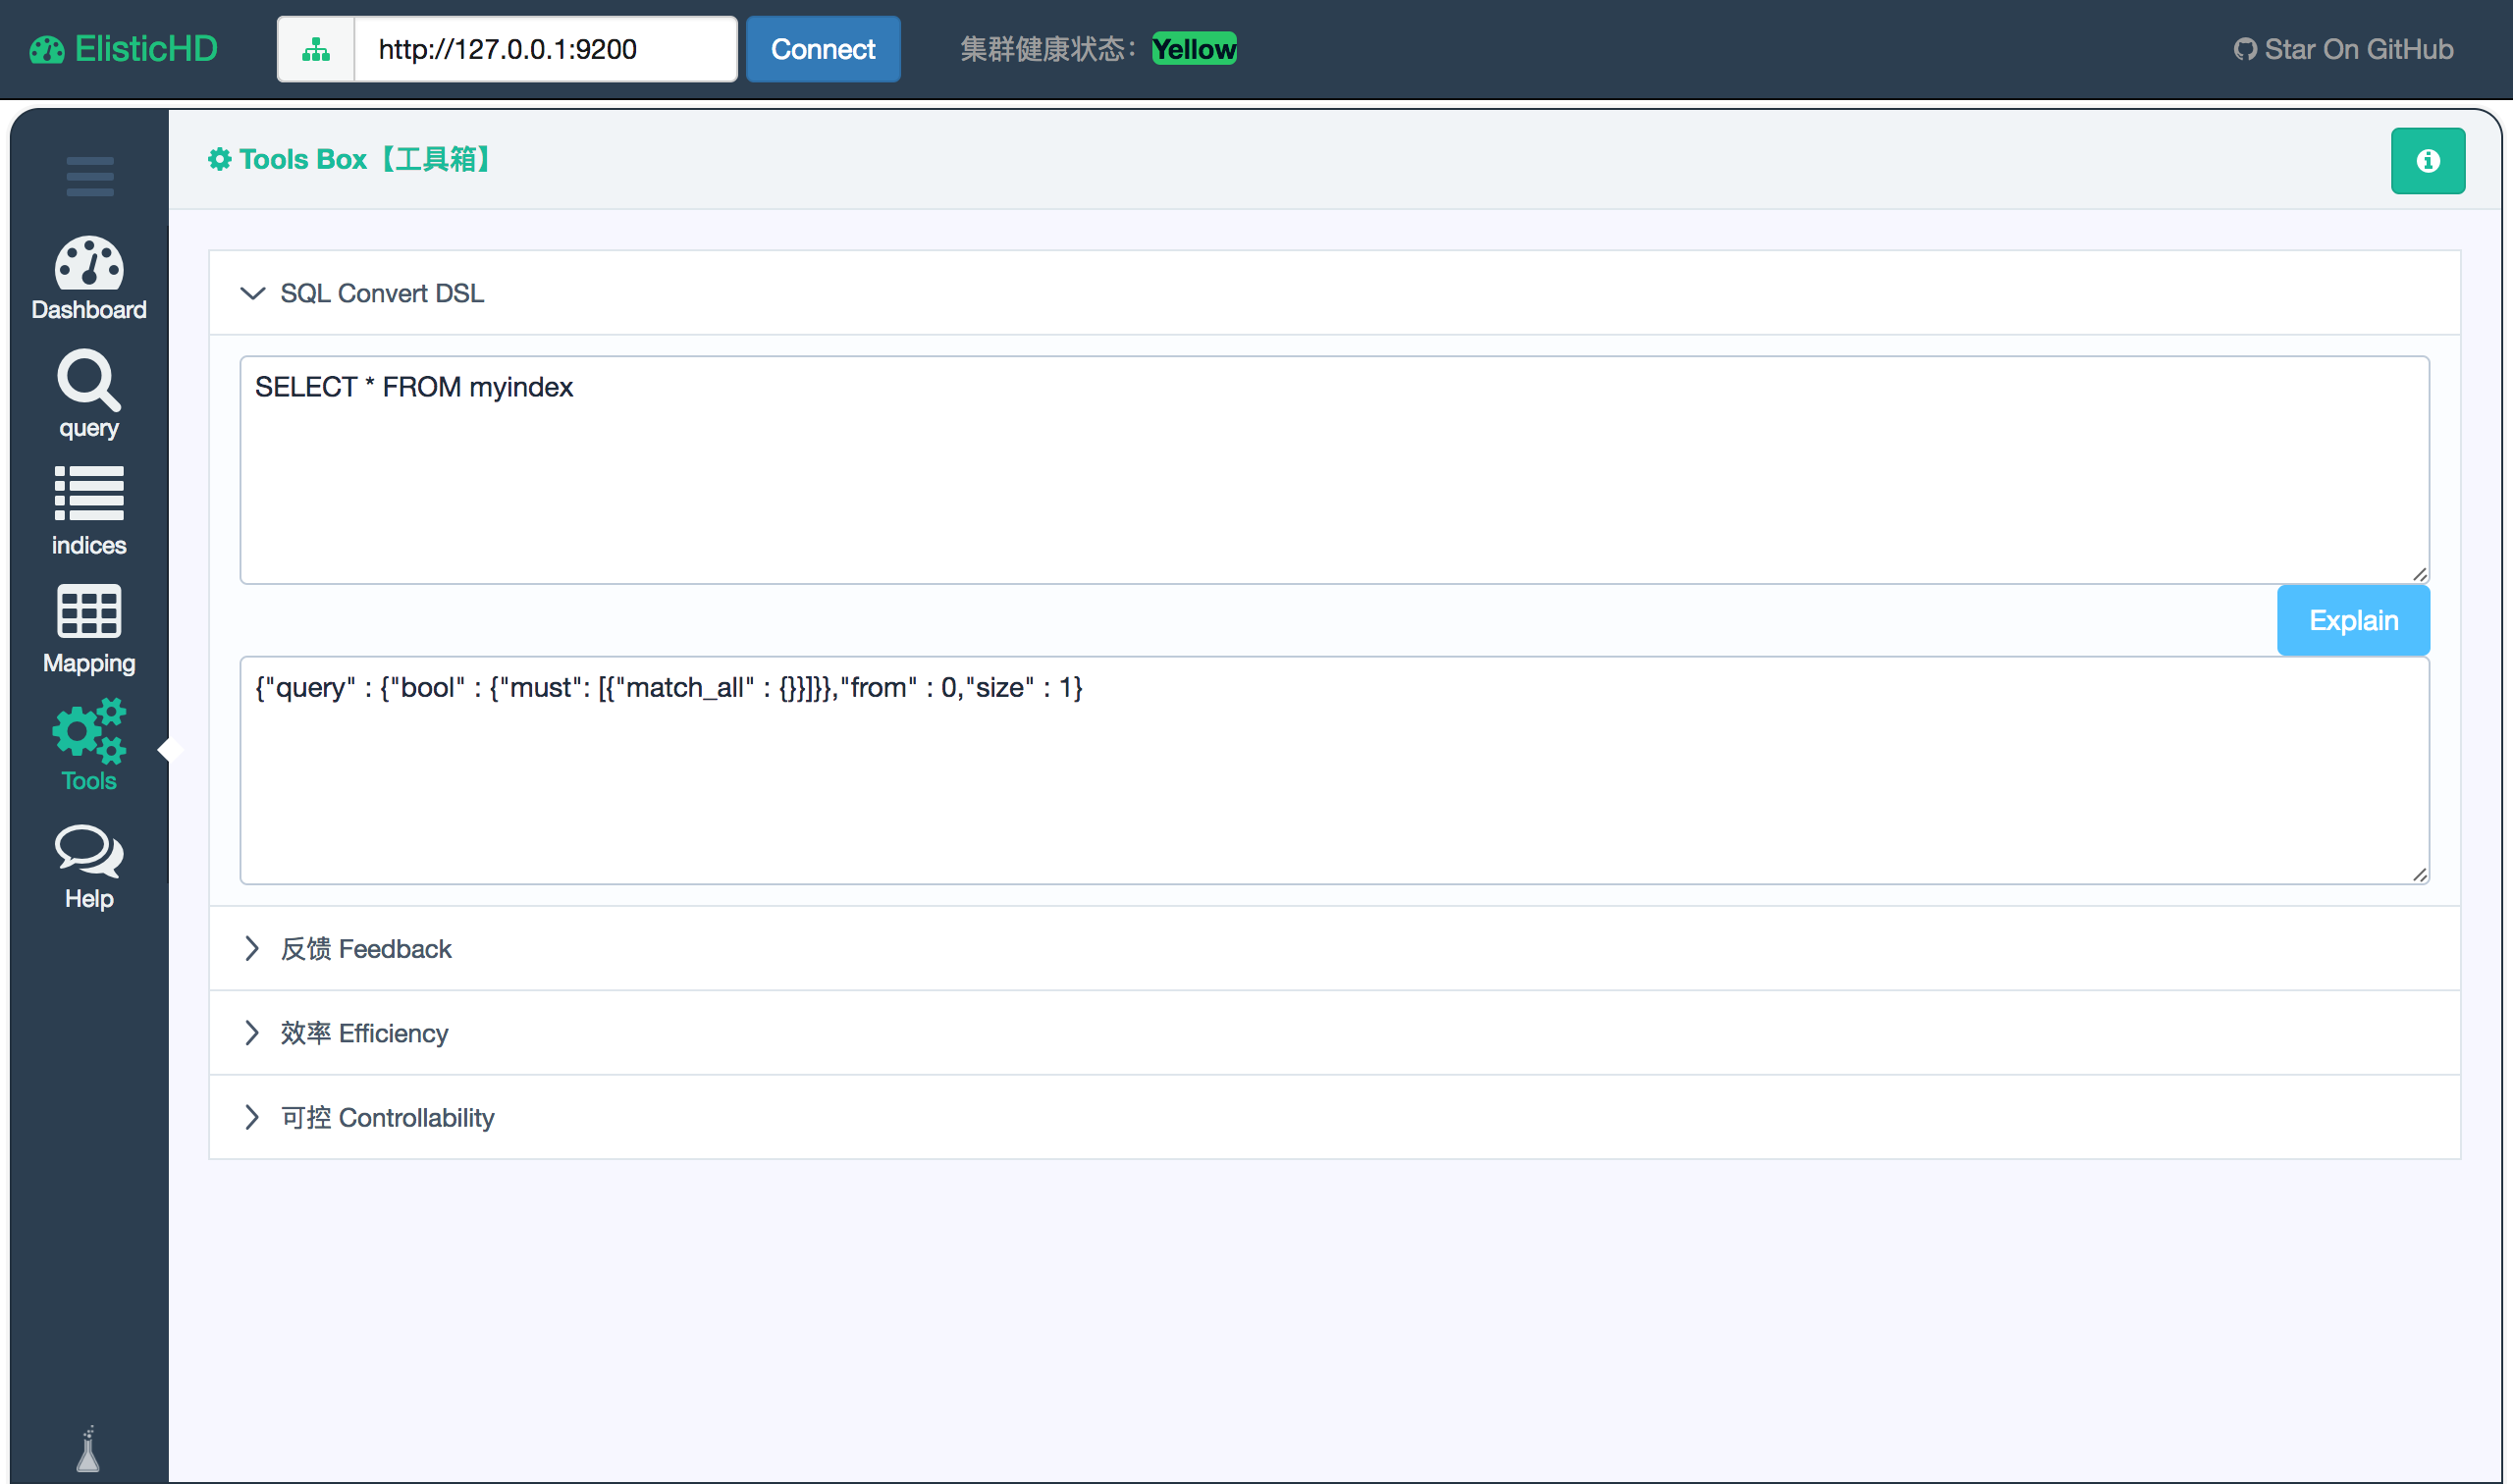 ElisticHD
http://127.0.0.1:9200
Connect
集群健康状态：Yellow
Star On GitHub
Tools Box【工具箱】
Dashboard
query
indices
Mapping
Tools
Help
SQL Convert DSL
SELECT * FROM myindex
Explain
{"query" : {"bool" : {"must": [{"match_all" : {}}]}},"from" : 0,"size" : 1}
反馈 Feedback
效率 Efficiency
可控 Controllability